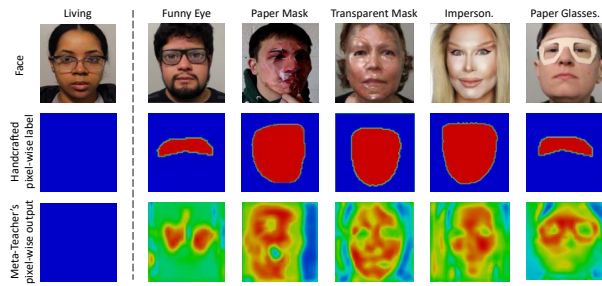 Living
Funny Eye
Paper Mask
Transparent Mask
Imperson.
Paper Glasses.
Face
Handcrafted
pixel-wise label
Meta-Teacher's
pixel-wise output